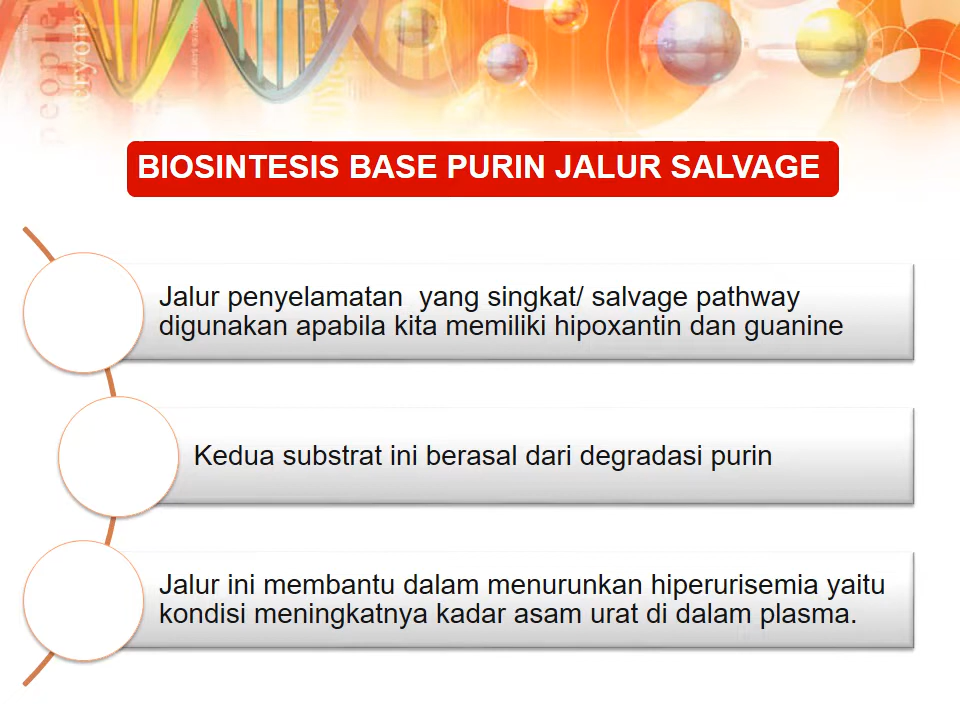 people
eryone
BIOSINTESIS BASE PURIN JALUR SALVAGE
Jalur penyelamatan yang singkat/ salvage pathway
digunakan apabila kita memiliki hipoxantin dan guanine
Kedua substrat ini berasal dari degradasi purin
Jalur ini membantu dalam menurunkan hiperurisemia yaitu
kondisi meningkatnya kadar asam urat di dalam plasma.